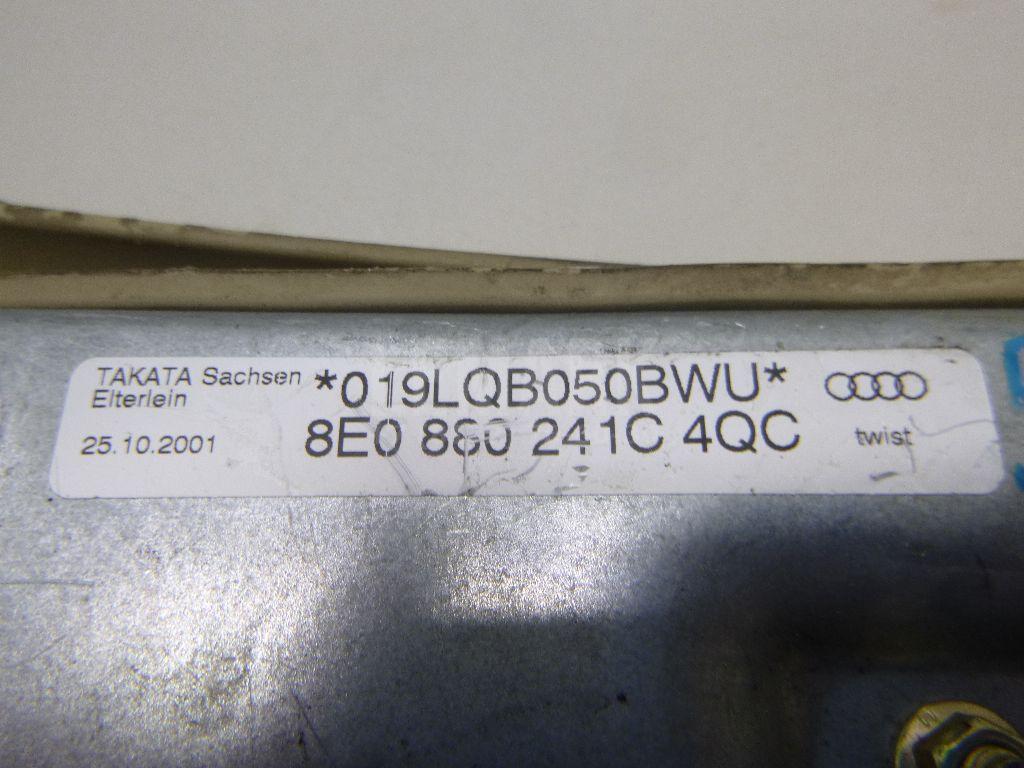 TAKATA Sachsen *019LQB050BWU*
Elterlein
25.10.2001 8E0 880 241C 4QC twist